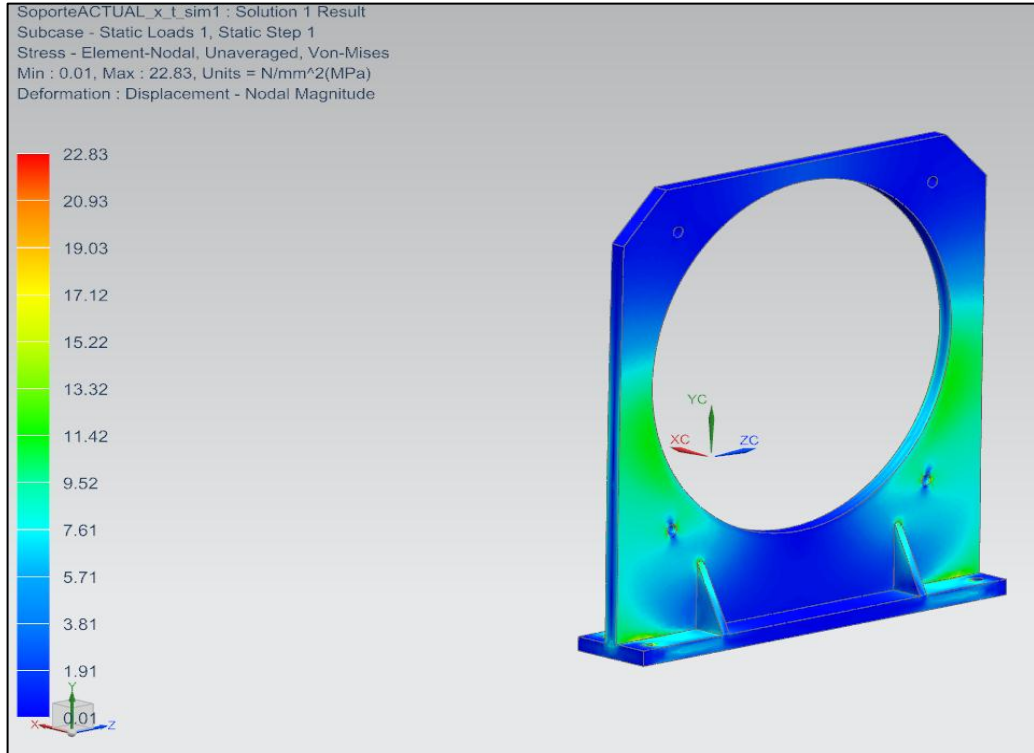 SoporteACTUAL_x_t_sim1 : Solution 1 Result
Subcase - Static Loads 1, Static Step 1
Stress - Element-Nodal, Unaveraged, Von-Mises
Min : 0.01, Max : 22.83, Units = N/mm^2(MPa)
Deformation : Displacement - Nodal Magnitude
22.83
20.93
19.03
17.12
15.22
13.32
11.42
9.52
7.61
5.71
3.81
1.91
0.01
YC
XC ZC
Y
X Z